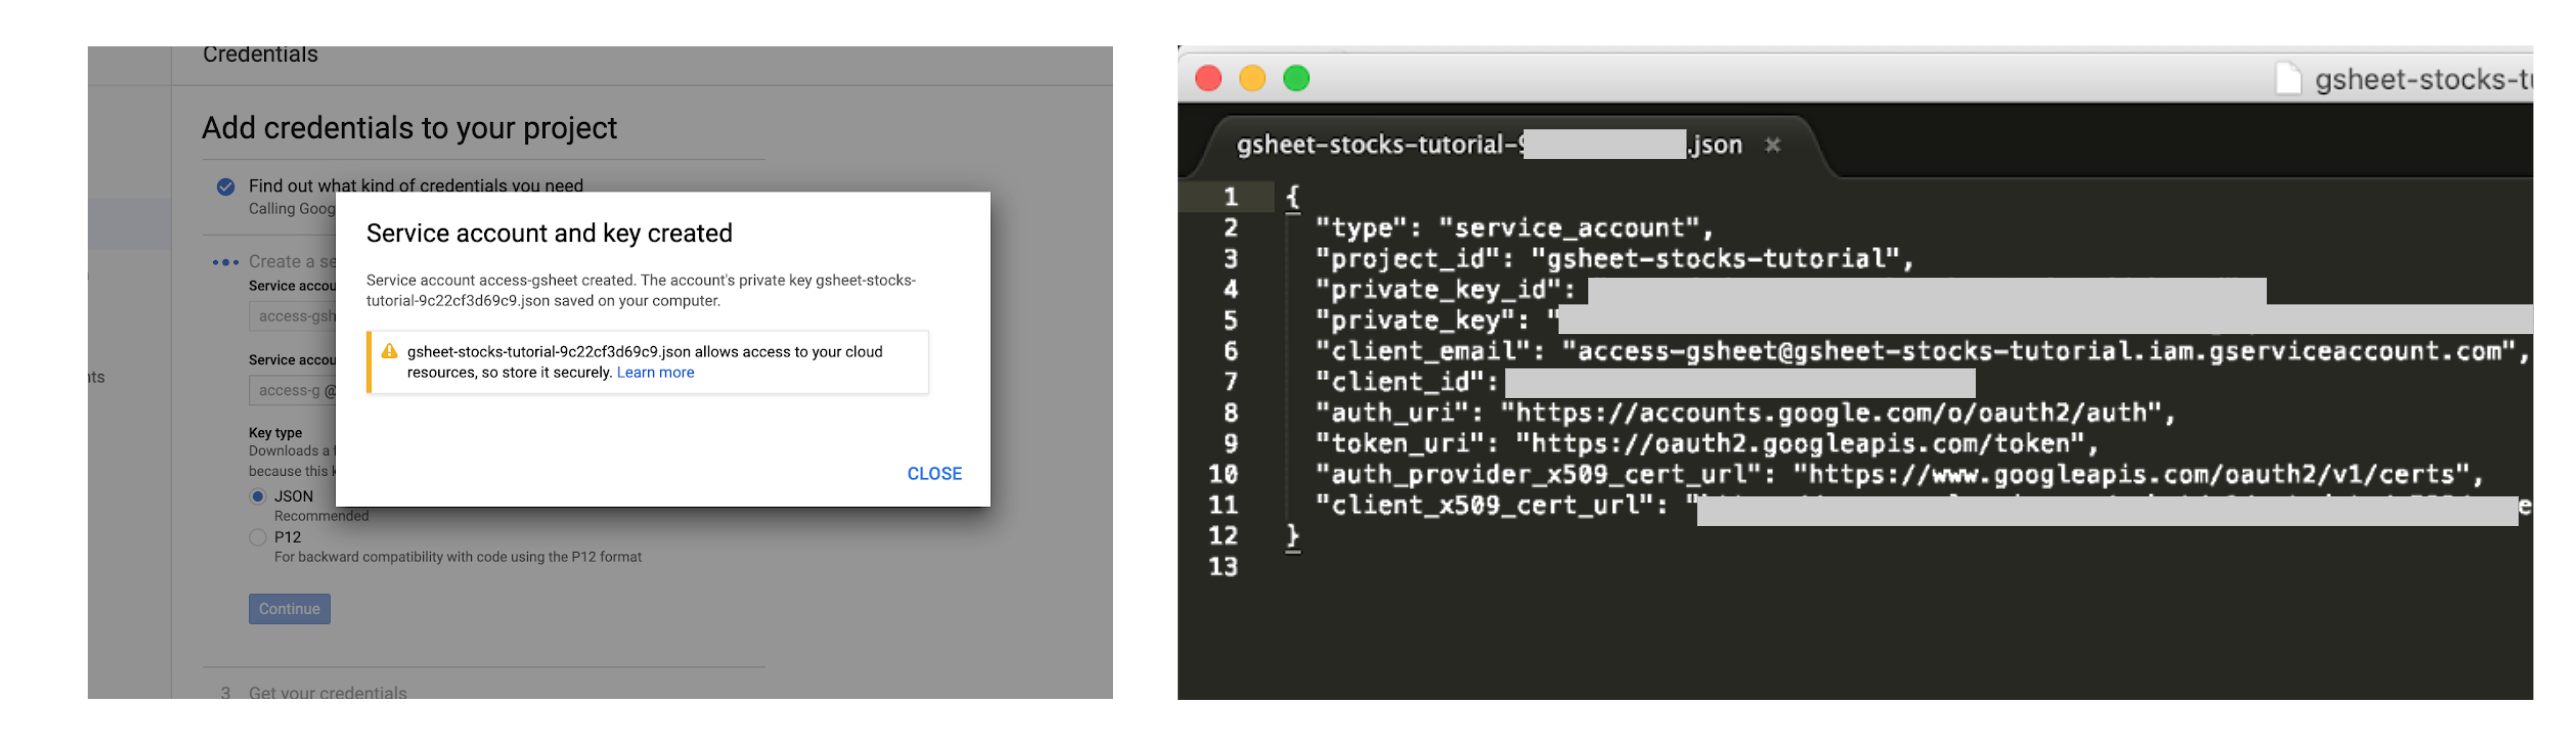 Credentials
Add credentials to your project
Find out what kind of credentials you need
Calling Goog
Create a se
Service accou
access-gsh
Service accou
access-g @
Key type
Downloads a f
because this k
JSON
Recommended
P12
For backward compatibility with code using the P12 format
Continue
3 Get your credentials
nts
Service account and key created
Service account access-gsheet created. The account's private key gsheet-stocks-
tutorial-9c22cf3d69c9.json saved on your computer.
gsheet-stocks-tutorial-9c22cf3d69c9.json allows access to your cloud
resources, so store it securely. Learn more
CLOSE
gsheet-stocks-tu
gsheet-stocks-tutorial-9 .json ×
1 {
2 "type": "service_account",
3 "project_id": "gsheet-stocks-tutorial",
4 "private_key_id":
5 "private_key": "
6 "client_email": "access-gsheet@gsheet-stocks-tutorial.iam.gserviceaccount.com",
7 "client_id":
8 "auth_uri": "https://accounts.google.com/o/oauth2/auth",
9 "token_uri": "https://oauth2.googleapis.com/token",
10 "auth_provider_x509_cert_url": "https://www.googleapis.com/oauth2/v1/certs",
11 "client_x509_cert_url": " e
12 }
13